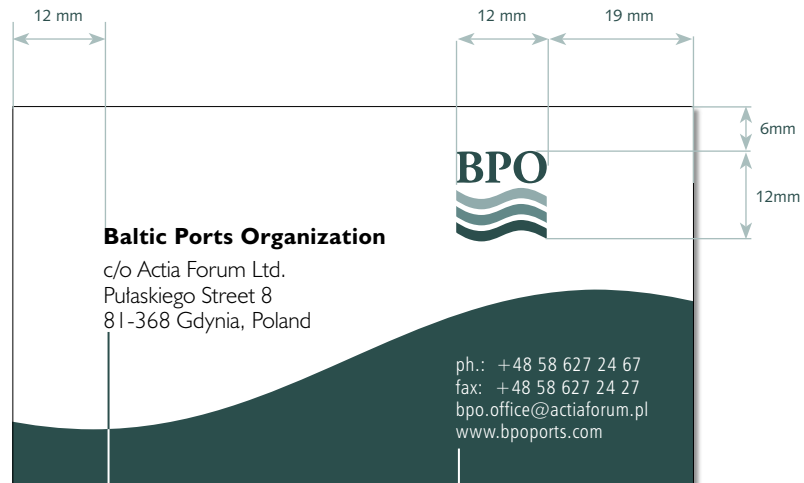 12 mm
12 mm
19 mm
6mm
BPO
12mm
Baltic Ports Organization
c/o Actia Forum Ltd.
Pułaskiego Street 8
81-368 Gdynia, Poland
ph.: +48 58 627 24 67
fax: +48 58 627 24 27
bpo.office@actiaforum.pl
www.bpoports.com